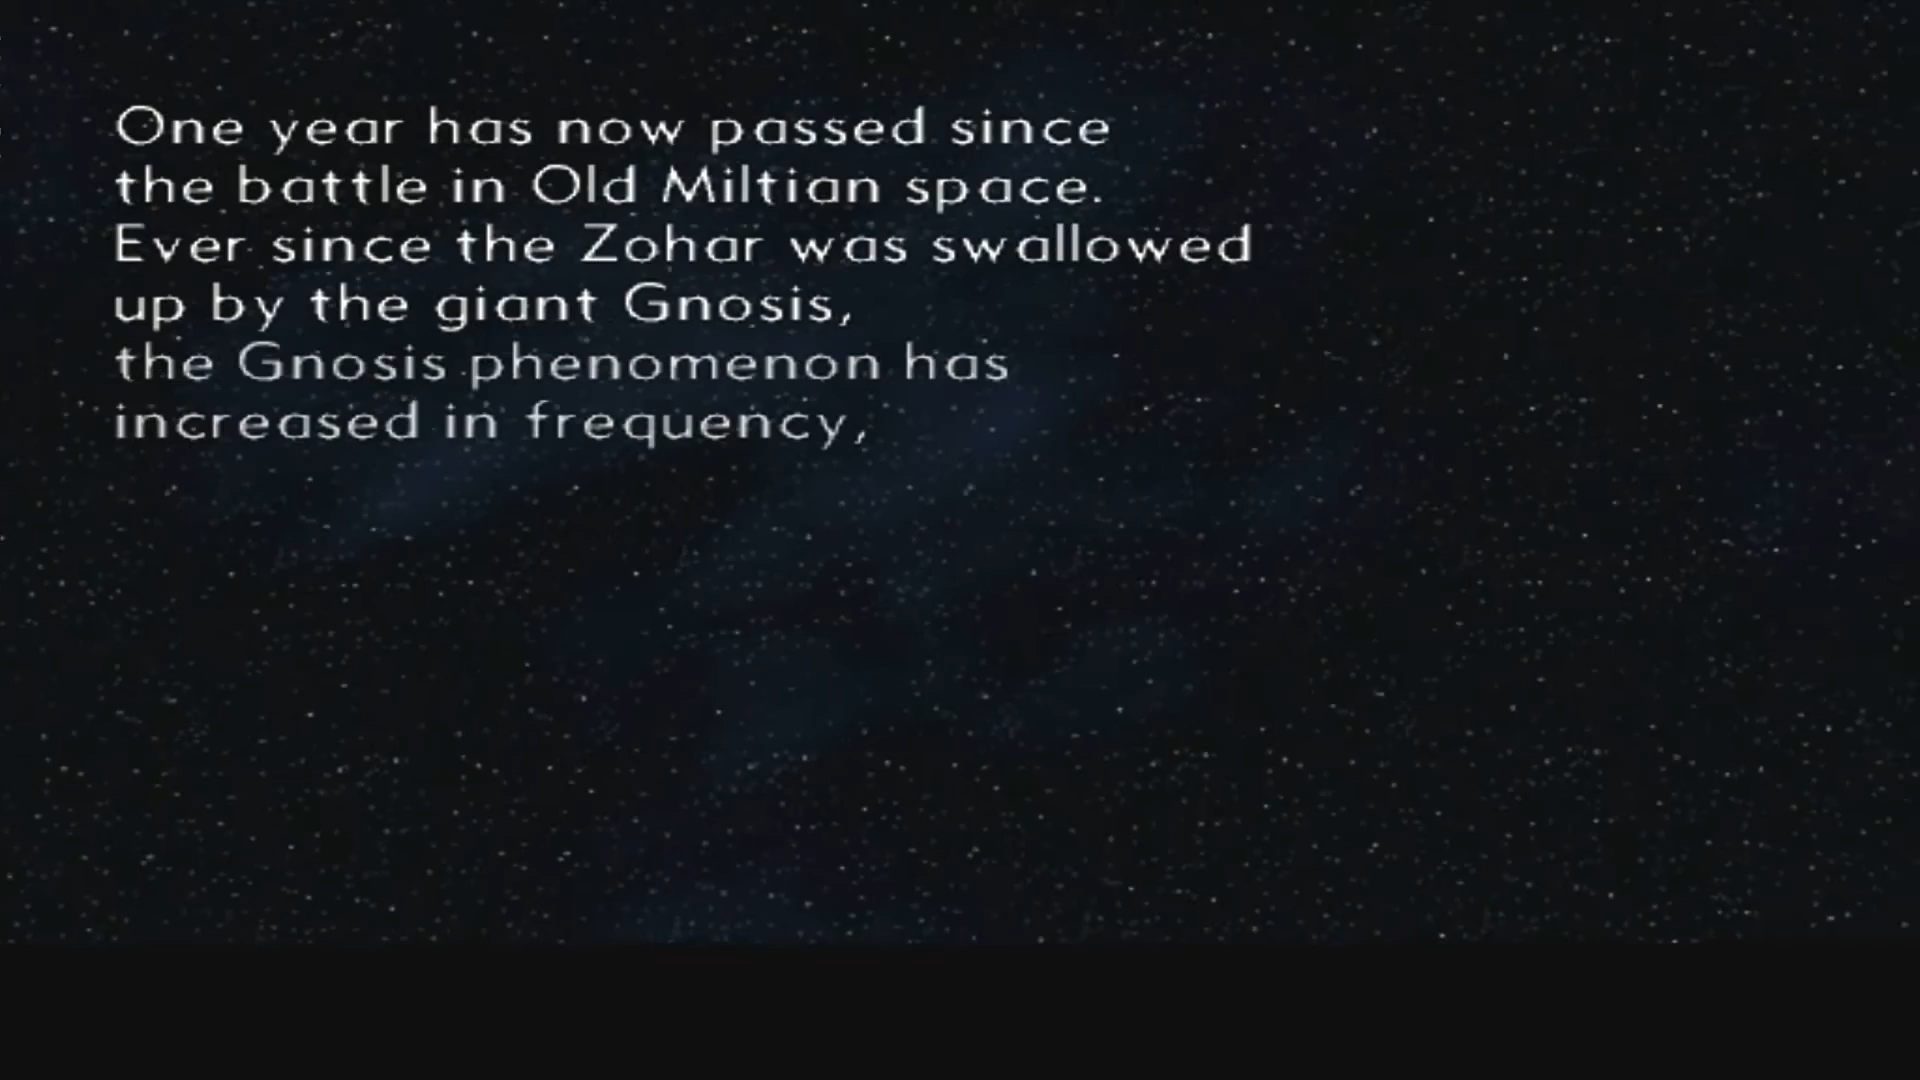 One year has now passed since
the battle in Old Miltian space.
Ever since the Zohar was swallowed
up by the giant Gnosis,
the Gnosis phenomenon has
increased in frequency,